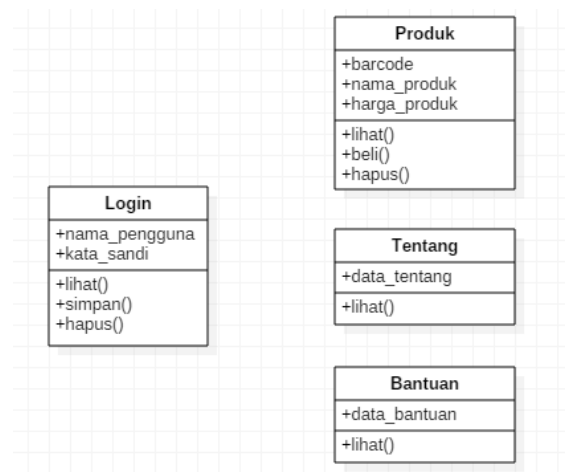 Produk
+barcode
+nama_produk
+harga_produk
+lihat()
+beli()
+hapus()
Login
+nama_pengguna
+kata_sandi
+lihat()
+simpan()
+hapus()
Tentang
+data_tentang
+lihat()
Bantuan
+data_bantuan
+lihat()